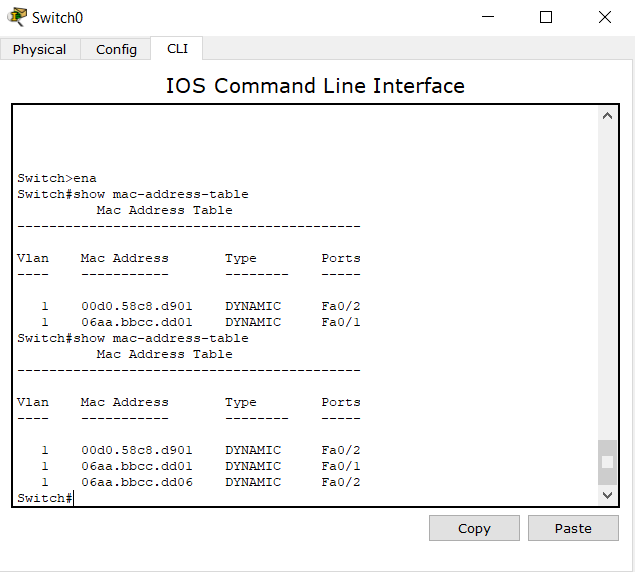 Switch0
Physical Config CLI
IOS Command Line Interface
Switch>ena
Switch#show mac-address-table
Mac Address Table
-------------------------------------------
Vlan Mac Address Type Ports
---- ----------- -------- -----
1 00d0.58c8.d901 DYNAMIC Fa0/2
1 06aa.bbcc.dd01 DYNAMIC Fa0/1
Switch#show mac-address-table
Mac Address Table
-------------------------------------------
Vlan Mac Address Type Ports
---- ----------- -------- -----
1 00d0.58c8.d901 DYNAMIC Fa0/2
1 06aa.bbcc.dd01 DYNAMIC Fa0/1
1 06aa.bbcc.dd06 DYNAMIC Fa0/2
Switch#
Copy Paste